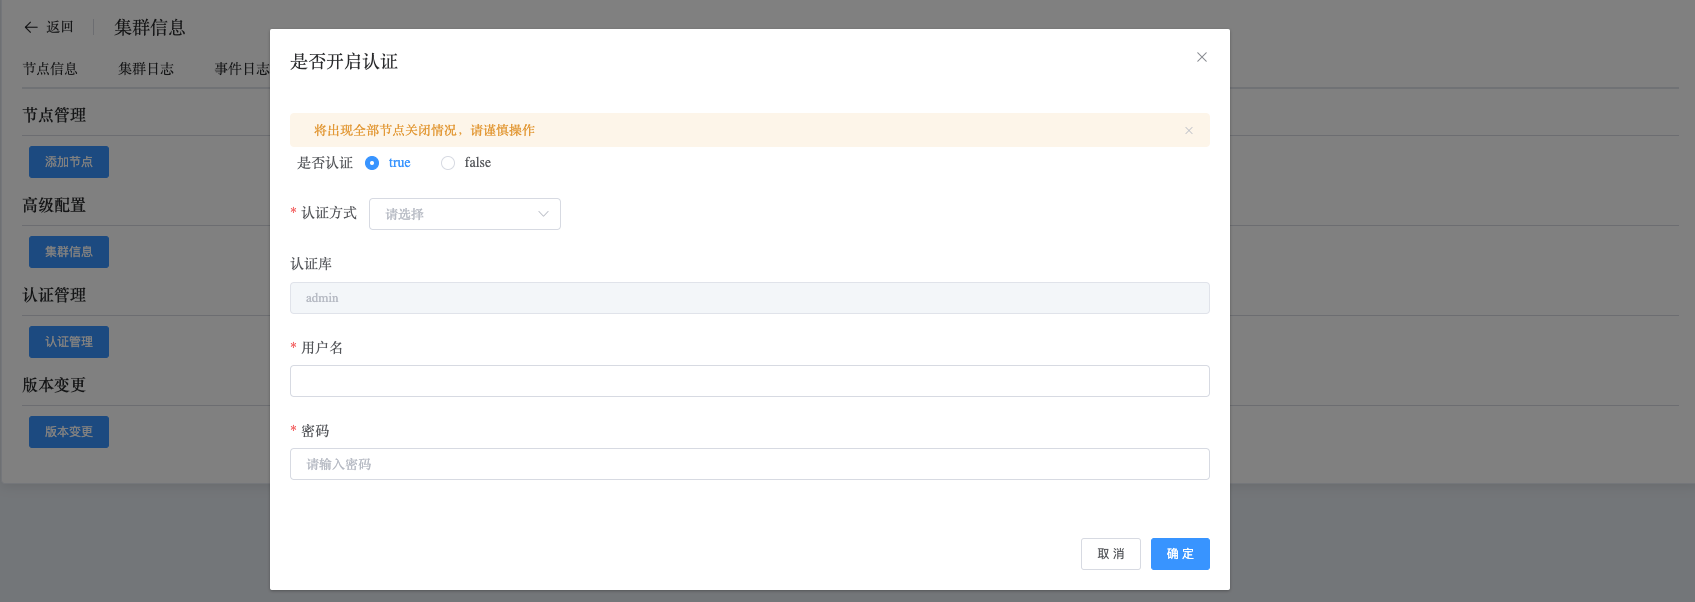 返回
集群信息
节点信息 集群日志 事件日志
节点管理
添加节点
高级配置
集群信息
认证管理
认证管理
版本变更
版本变更
是否开启认证
将出现全部节点关闭情况，请谨慎操作
是否认证 true false
* 认证方式 请选择
认证库
admin
* 用户名
* 密码
请输入密码
取消 确定